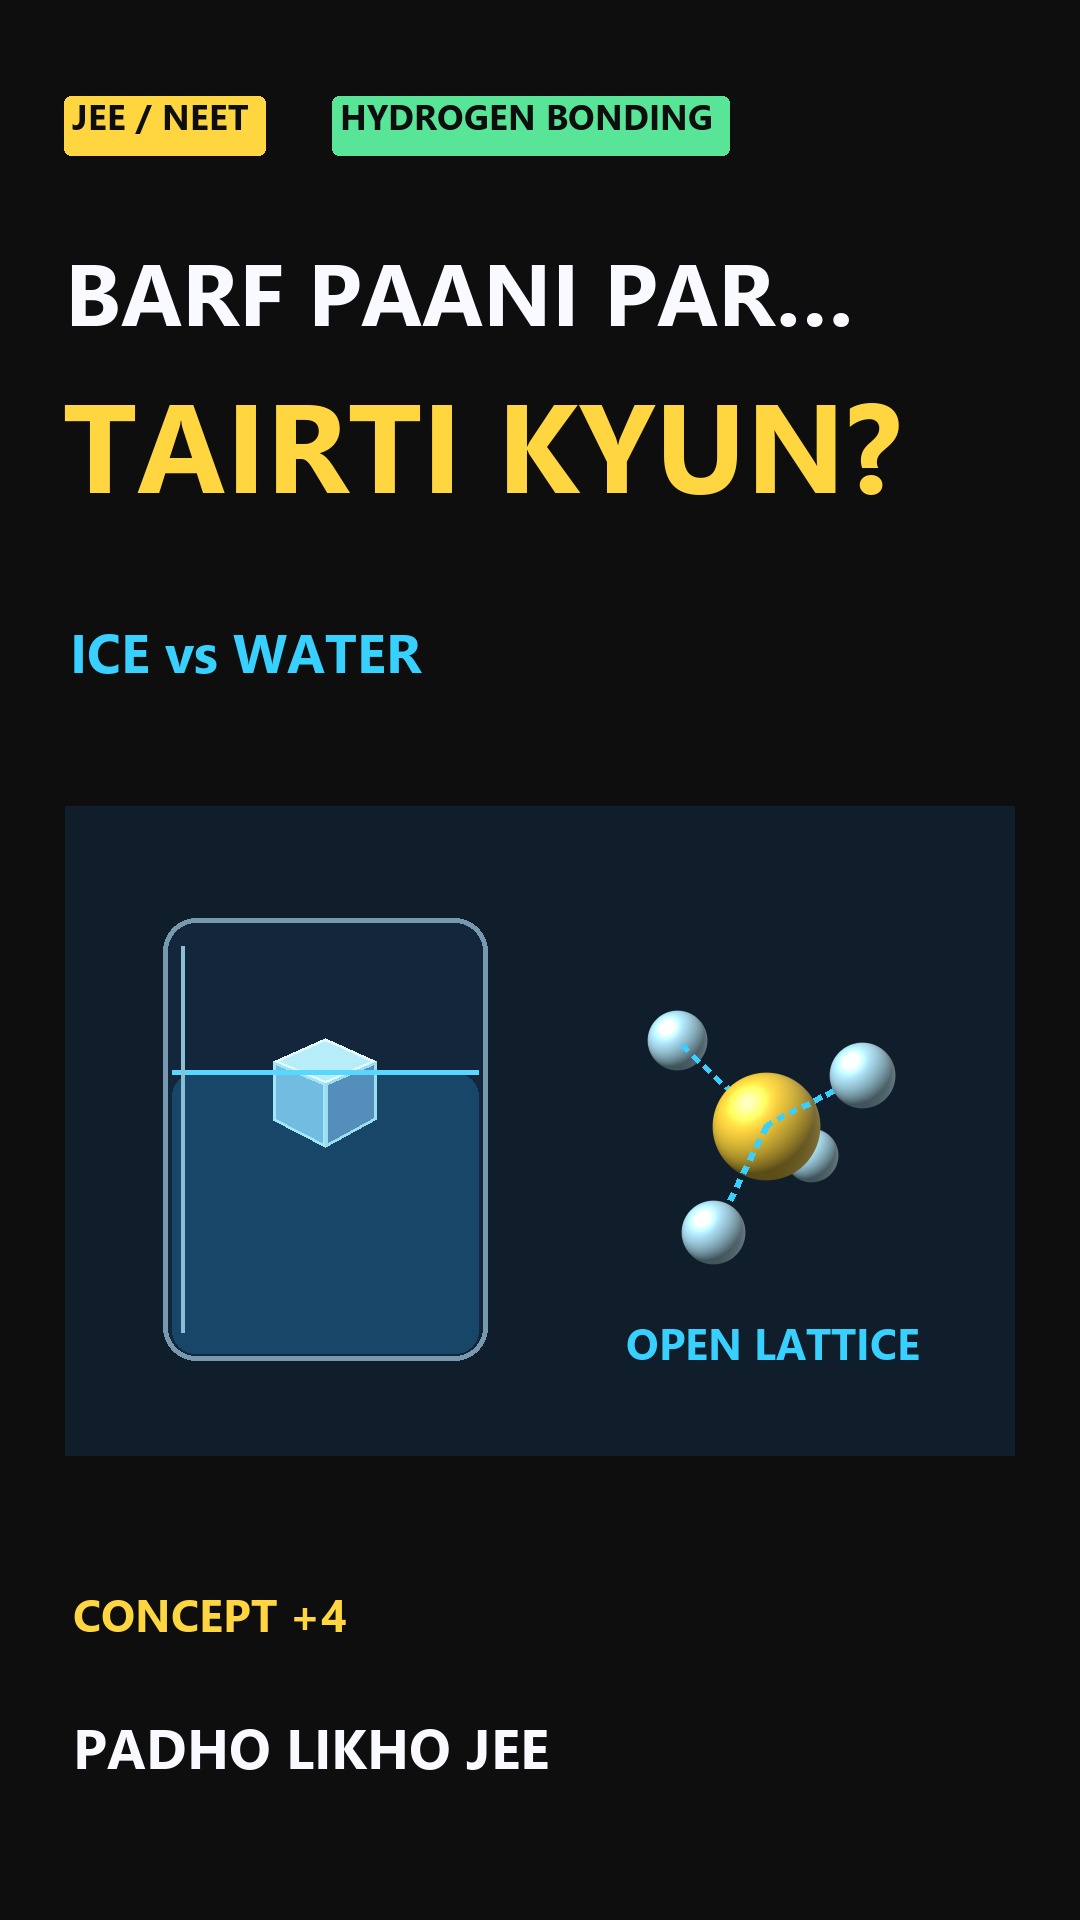 JEE / NEET
HYDROGEN BONDING
BARF PAANI PAR...
TAIRTI KYUN?
ICE vs WATER
OPEN LATTICE
CONCEPT +4
PADHO LIKHO JEE